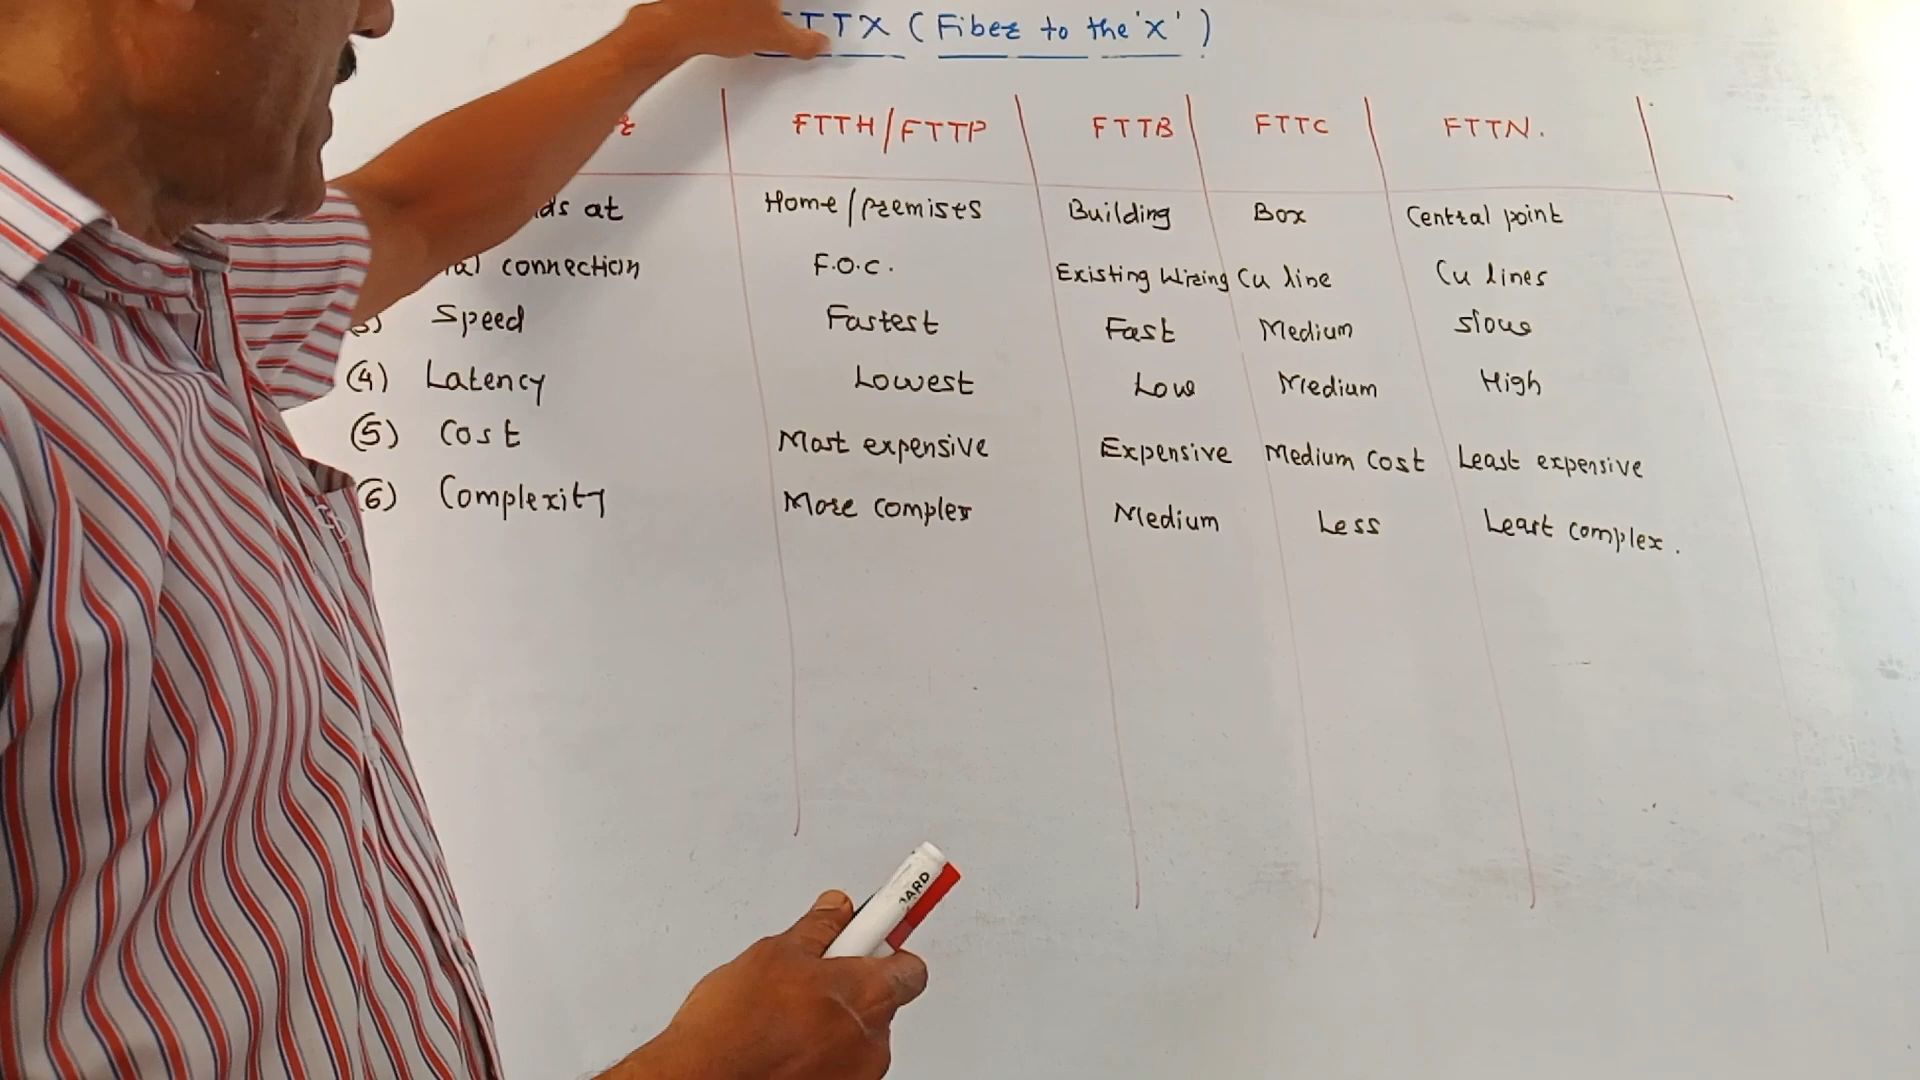 FTTX (Fiber to the 'X')
FTTH/FTTP FTTB FTTC FTTN.
at Home/premises Building Box Central point
connection F.O.C. Existing Wiring Cu line Cu lines
(3) Speed Fastest Fast Medium Slow
(4) Latency Lowest Low Medium High
(5) Cost Most expensive Expensive Medium Cost Least expensive
(6) Complexity More complex Medium Less Least complex.